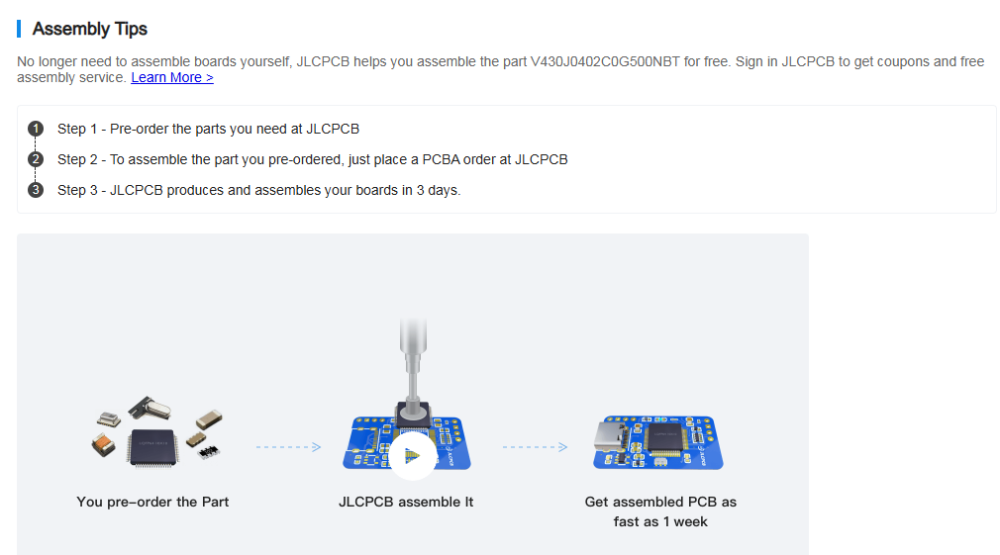 Assembly Tips
No longer need to assemble boards yourself, JLCPCB helps you assemble the part V430J0402C0G500NBT for free. Sign in JLCPCB to get coupons and free
assembly service. Learn More >
1 Step 1 - Pre-order the parts you need at JLCPCB
2 Step 2 - To assemble the part you pre-ordered, just place a PCBA order at JLCPCB
3 Step 3 - JLCPCB produces and assembles your boards in 3 days.
You pre-order the Part
JLCPCB assemble It
Get assembled PCB as
fast as 1 week